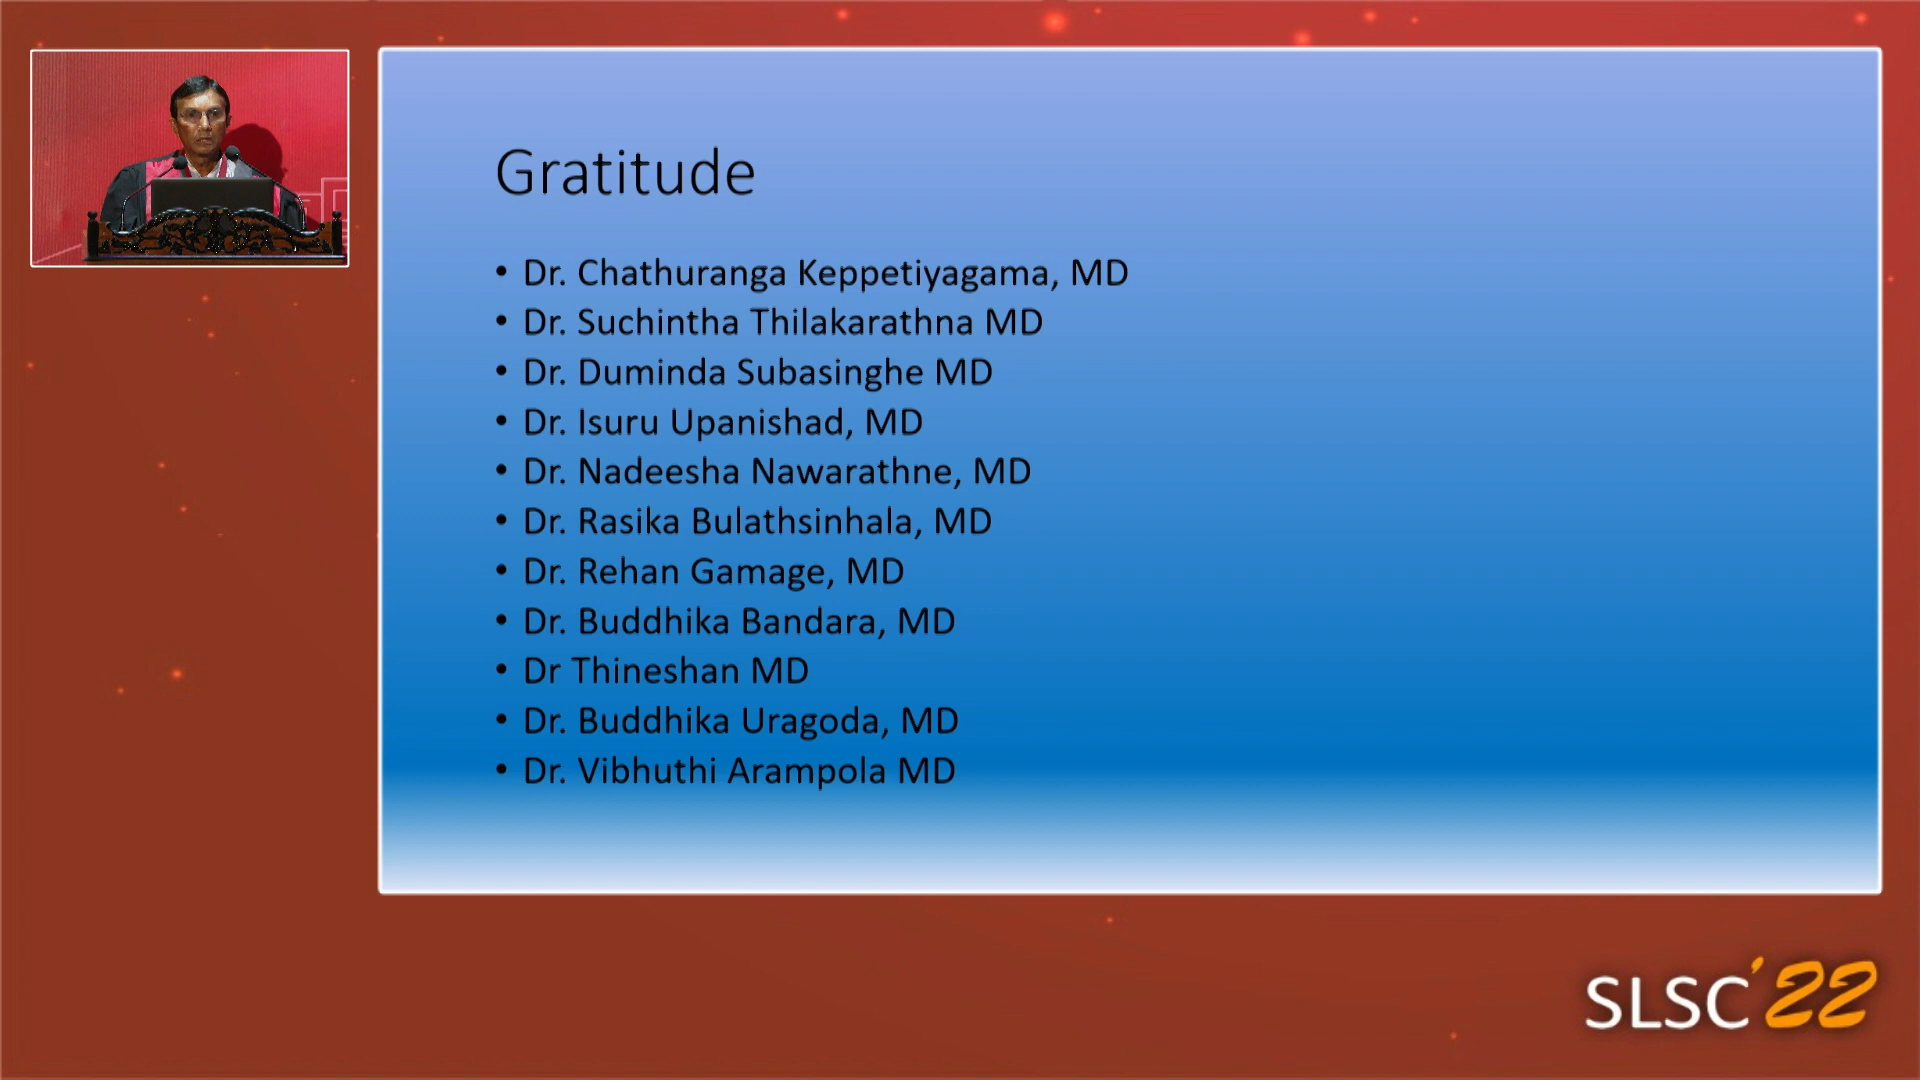 Gratitude
• Dr. Chathuranga Keppetiyagama, MD
• Dr. Suchintha Thilakarathna MD
• Dr. Duminda Subasinghe MD
• Dr. Isuru Upanishad, MD
• Dr. Nadeesha Nawarathne, MD
• Dr. Rasika Bulathsinhala, MD
• Dr. Rehan Gamage, MD
• Dr. Buddhika Bandara, MD
• Dr Thineshan MD
• Dr. Buddhika Uragoda, MD
• Dr. Vibhuthi Arampola MD
SLSC'22